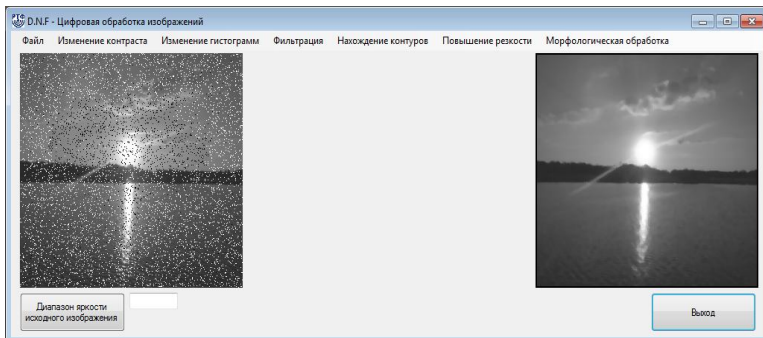 D.N.F - Цифровая обработка изображений
Файл Изменение контраста Изменение гистограмм Фильтрация Нахождение контуров Повышение резкости Морфологическая обработка
Диапазон яркости
исходного изображения
Выход